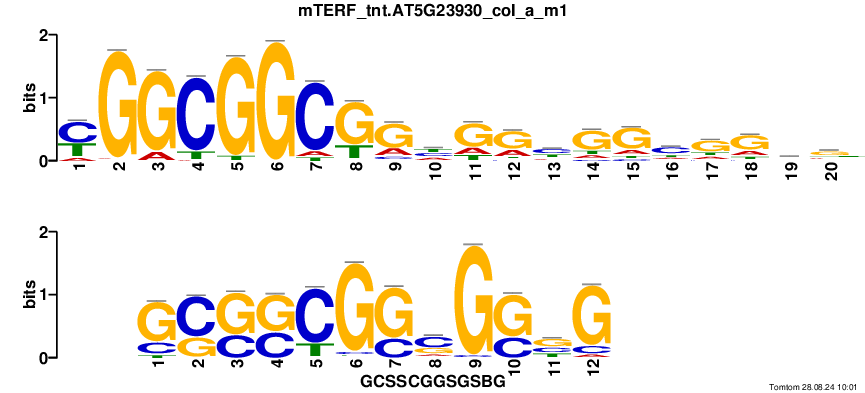 mTERF_tnt.AT5G23930_col_a_m1
2
1
0
bits
1 2 3 4 5 6 7 8 9 10 11 12 13 14 15 16 17 18 19 20
2
1
0
bits
1 2 3 4 5 6 7 8 9 10 11 12
GCSSCGGSGSBG
Tomtom 28.08.24 10:01